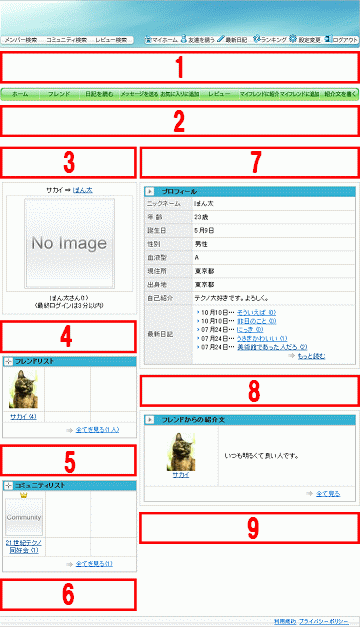 メンバー検索 コミュニティ検索 レビュー検索 マイホーム 友達を誘う 最新日記 ランキング 設定変更 ログアウト
1
ホーム フレンド 日記を読む メッセージを送る お気に入りに追加 レビュー マイフレンドに紹介 マイフレンドに追加 紹介文を書く
2
3
サカイ ⇒ ぽん太
No Image
ぽん太さん(1)
(最終ログインは3分以内)
4
フレンドリスト
サカイ (4)
全てを見る(1人)
5
コミュニティリスト
Community
21世紀テクノ
同好会 (1)
全てを見る(1)
6
7
プロフィール
ニックネーム ぽん太
年齢 23歳
誕生日 5月9日
性別 男性
血液型 A
現住所 東京都
出身地 東京都
自己紹介 テクノ大好きです。よろしく。
最新日記
10月10日… そういえば (0)
10月10日… 昨日のこと (0)
07月24日… にっき (0)
07月24日… うさぎかわいい (1)
07月24日… 美術館であった人だろ (2)
もっと読む
8
フレンドからの紹介文
サカイ
いつも明るくて良い人です。
全て見る
9
利用規約 プライバシーポリシー